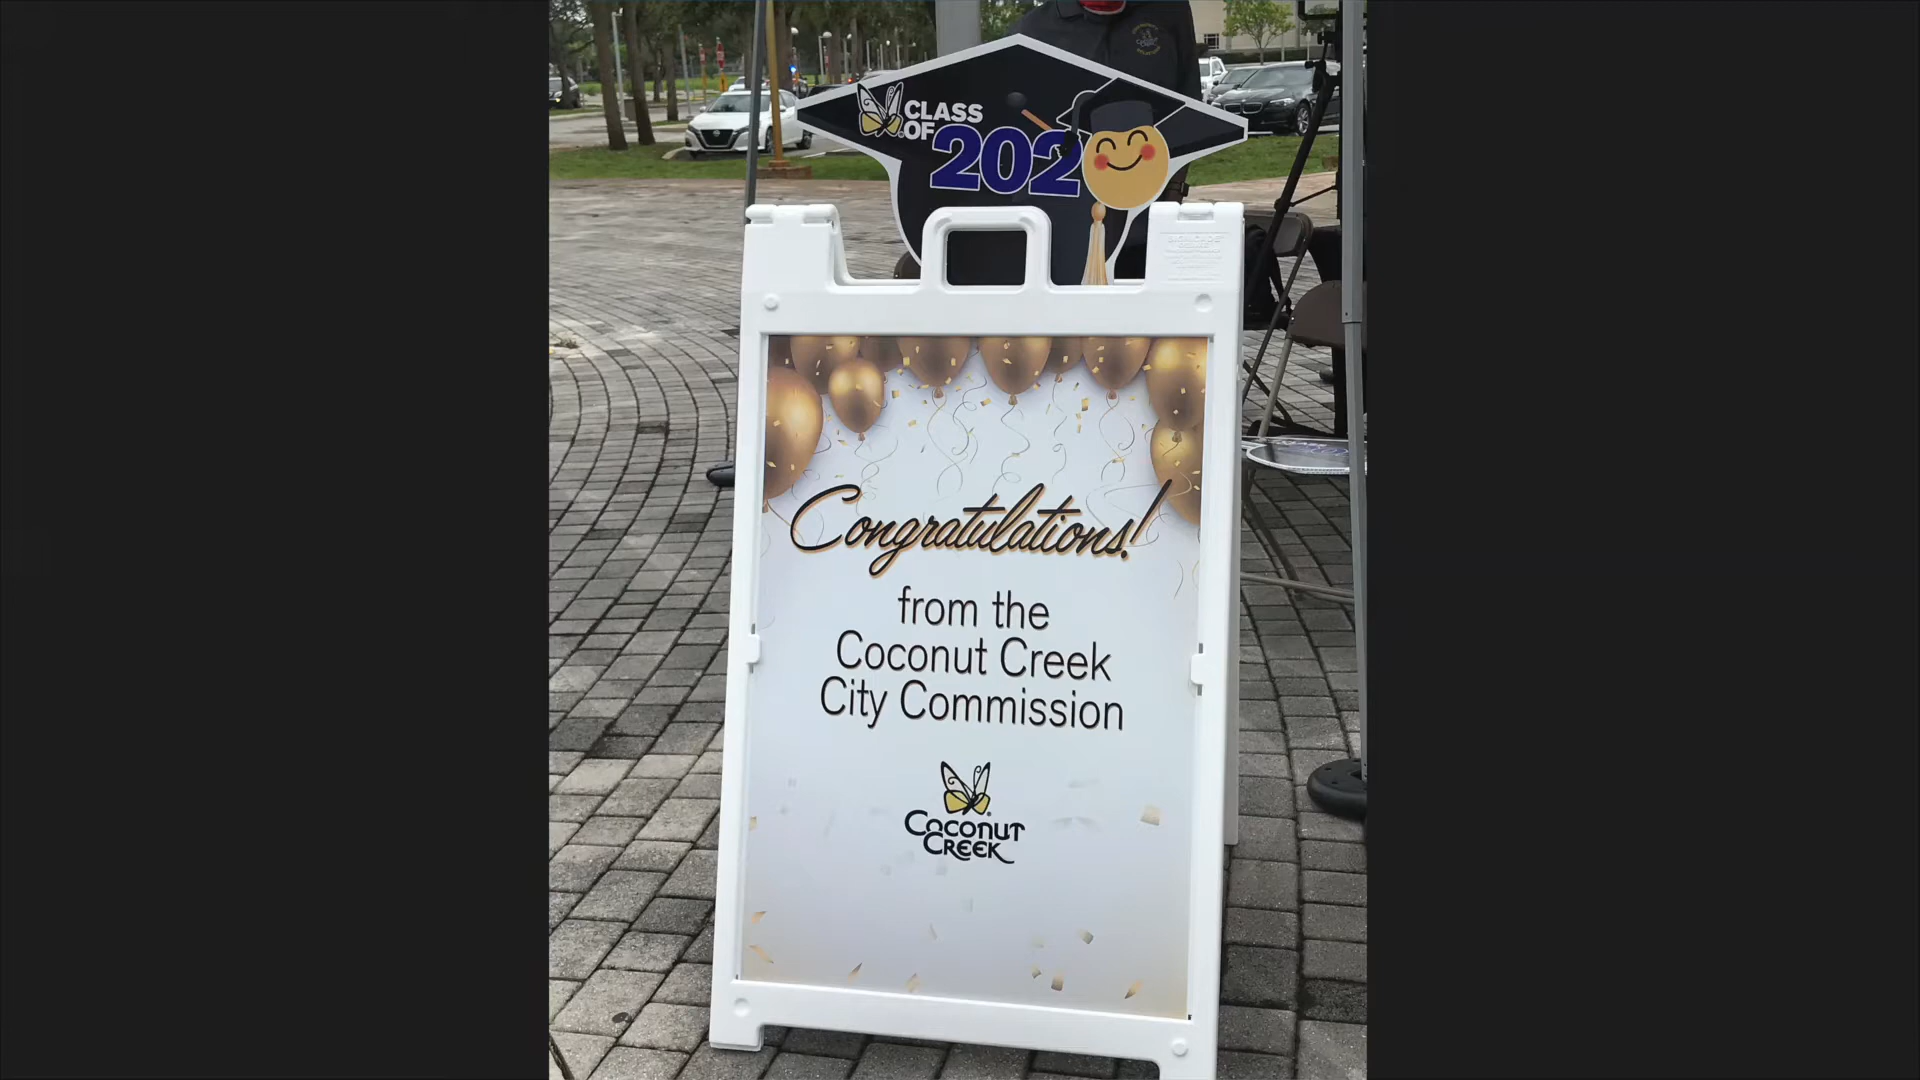 CLASS
OF
202
Congratulations!
from the
Coconut Creek
City Commission
COCONUT
CREEK